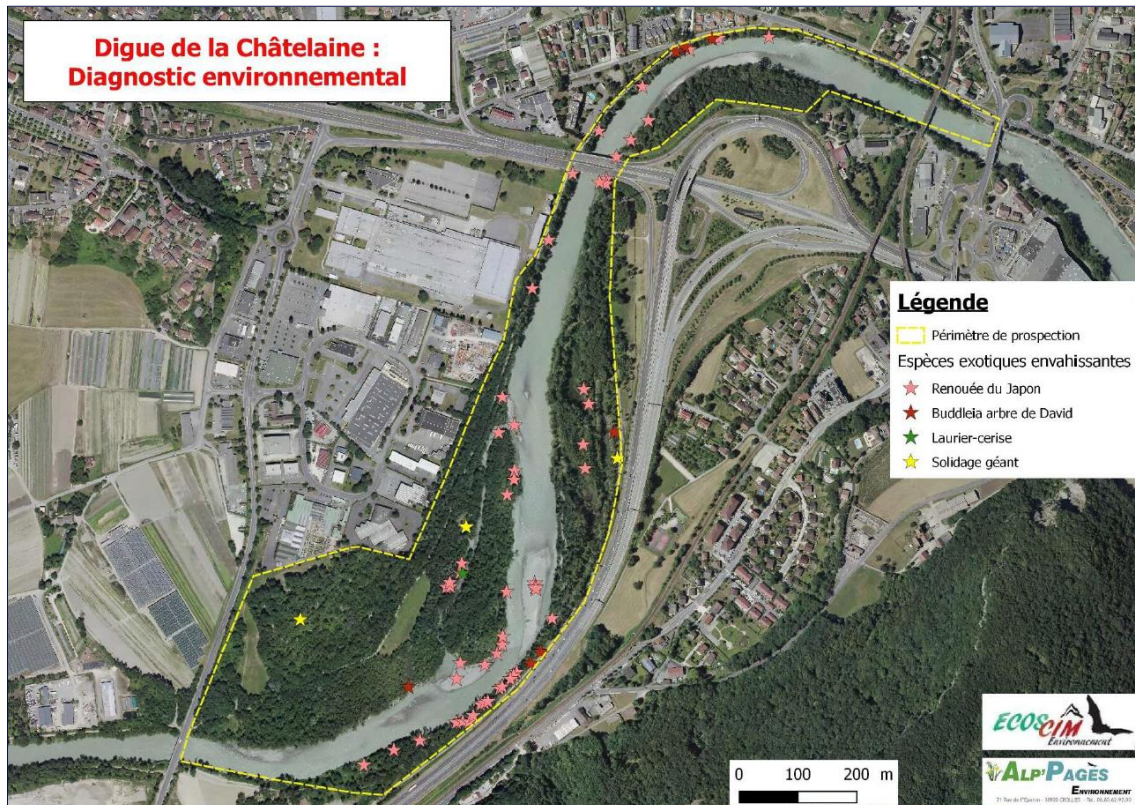 Digue de la Châtelaine :
Diagnostic environnemental
Légende
Périmètre de prospection
Espèces exotiques envahissantes
Renouée du Japon
Buddleia arbre de David
Laurier-cerise
Solidage géant
ECOSCIM
Environnement
ALP'PAGÈS
ENVIRONNEMENT
0 100 200 m